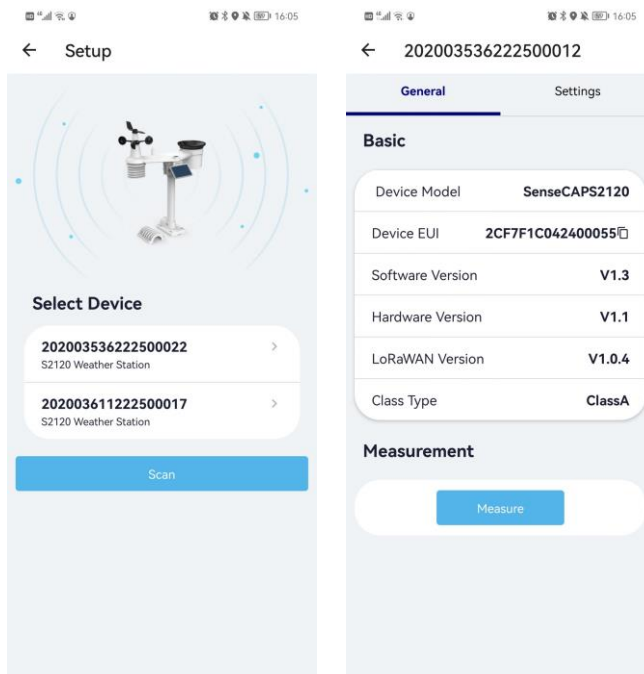 16:05
Setup
Select Device
202003536222500022
S2120 Weather Station
202003611222500017
S2120 Weather Station
Scan
16:05
202003536222500012
General Settings
Basic
Device Model SenseCAPS2120
Device EUI 2CF7F1C042400055
Software Version V1.3
Hardware Version V1.1
LoRaWAN Version V1.0.4
Class Type ClassA
Measurement
Measure